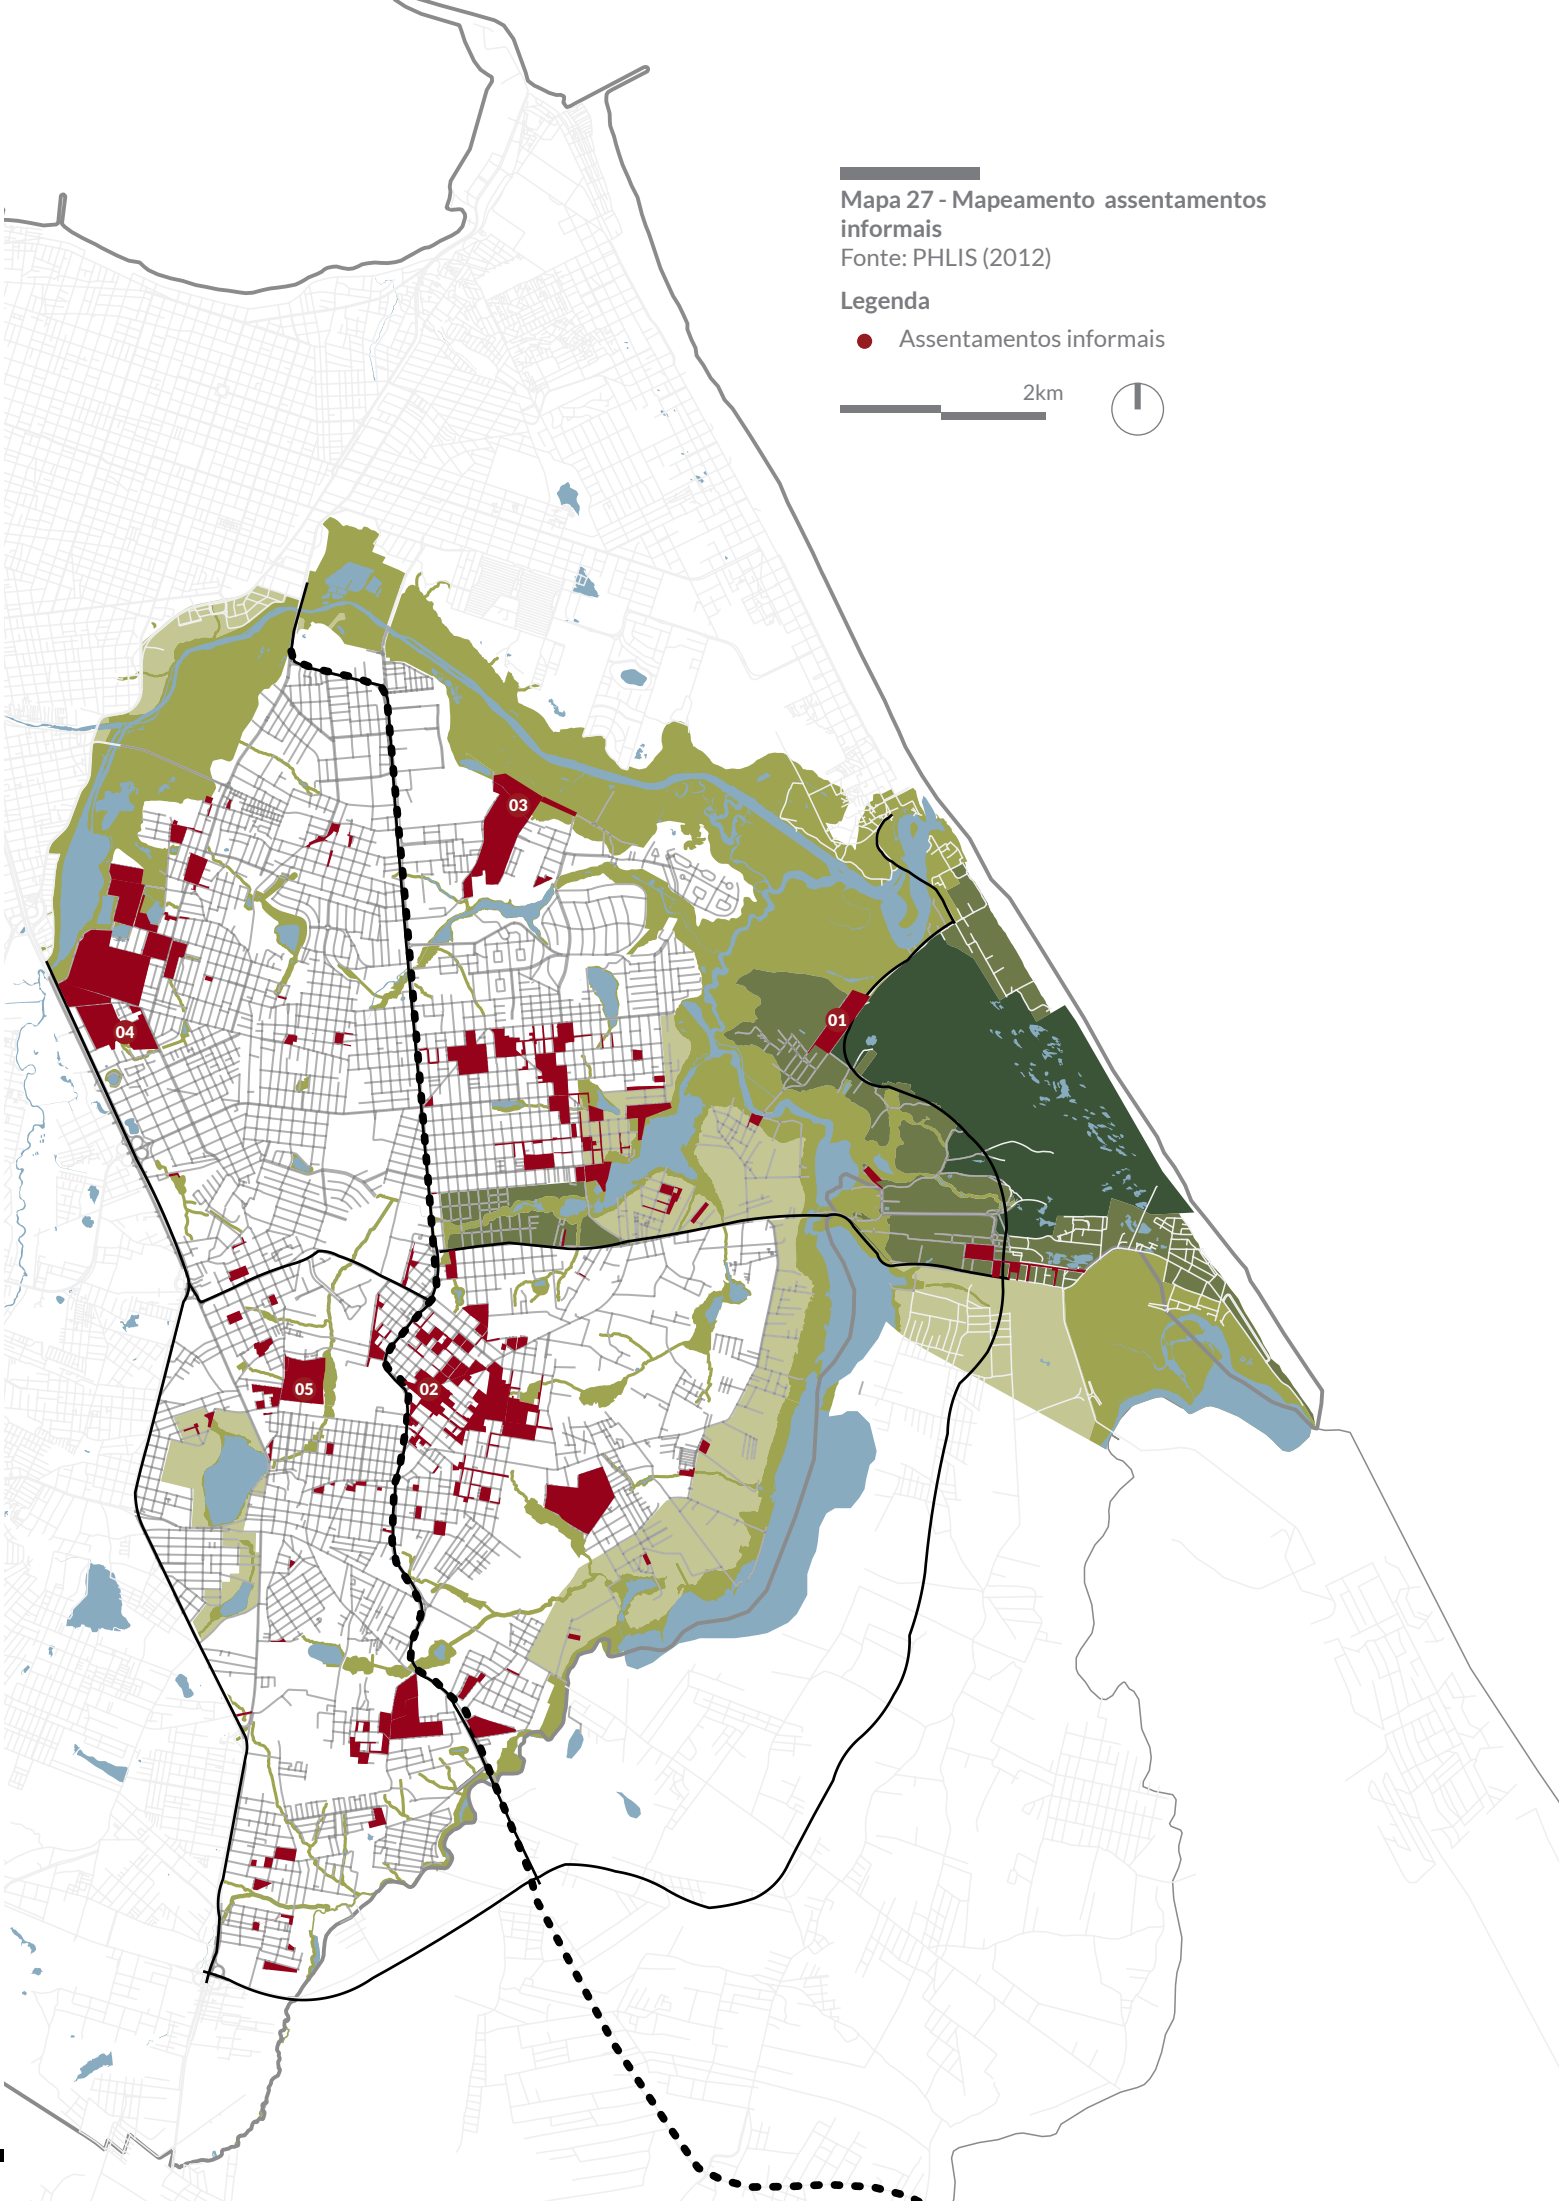 Mapa 27 - Mapeamento assentamentos
informais
Fonte: PHLIS (2012)
Legenda
Assentamentos informais
2km
03
01
04
05
02